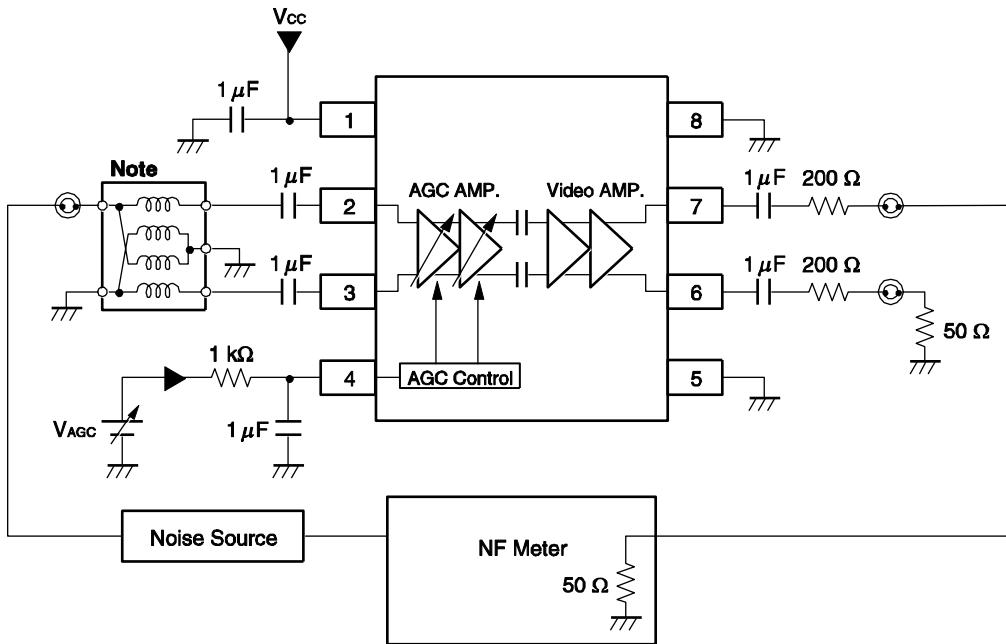 VCC
1 μF
1
8
Note
1 μF
AGC AMP.
Video AMP.
1 μF
200 Ω
2
7
1 μF
1 μF
200 Ω
3
6
50 Ω
1 kΩ
4
AGC Control
5
VAGC
1 μF
Noise Source
NF Meter
50 Ω